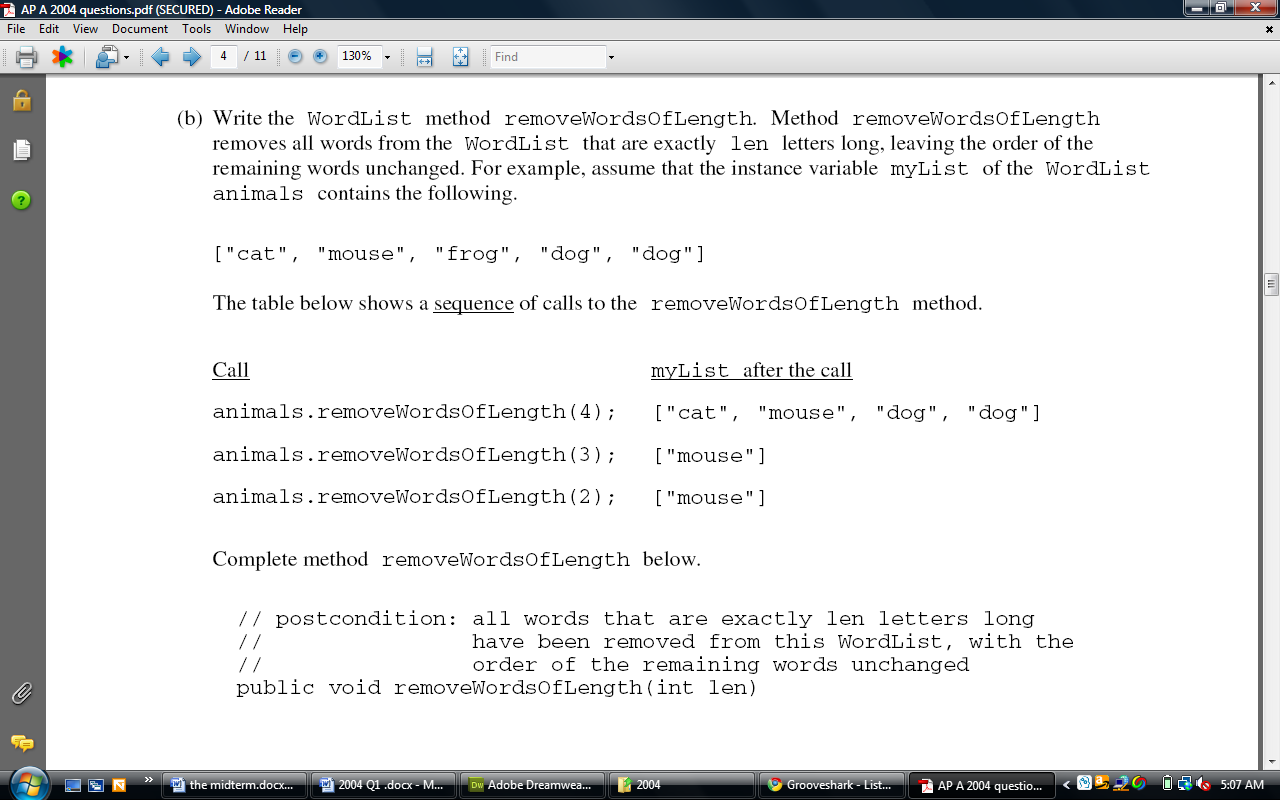 AP A 2004 questions.pdf (SECURED) - Adobe Reader
File Edit View Document Tools Window Help
4 / 11 130% Find
(b) Write the WordList method removeWordsOfLength. Method removeWordsOfLength
removes all words from the WordList that are exactly len letters long, leaving the order of the
remaining words unchanged. For example, assume that the instance variable myList of the WordList
animals contains the following.
["cat", "mouse", "frog", "dog", "dog"]
The table below shows a sequence of calls to the removeWordsOfLength method.
Call myList after the call
animals.removeWordsOfLength(4); ["cat", "mouse", "dog", "dog"]
animals.removeWordsOfLength(3); ["mouse"]
animals.removeWordsOfLength(2); ["mouse"]
Complete method removeWordsOfLength below.
// postcondition: all words that are exactly len letters long
// have been removed from this WordList, with the
// order of the remaining words unchanged
public void removeWordsOfLength(int len)
the midterm.docx... 2004 Q1 .docx - M... Adobe Dreamwea... 2004 Grooveshark - List... AP A 2004 questio... 5:07 AM